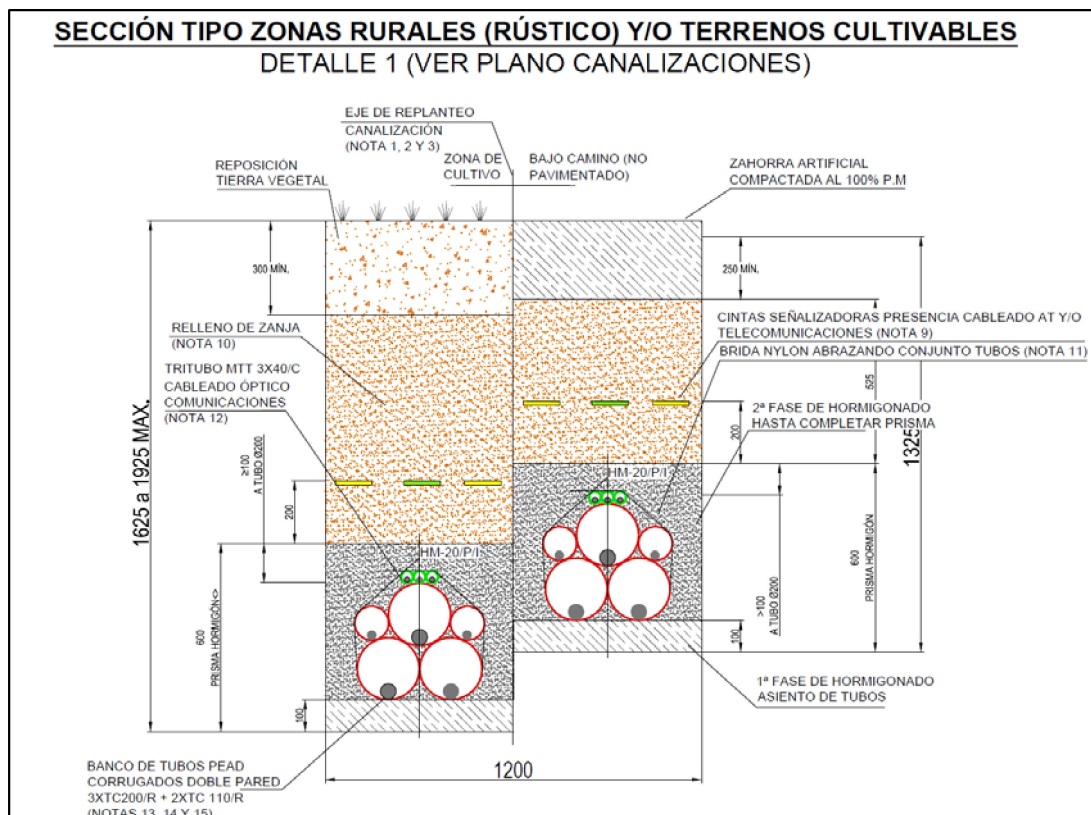 SECCIÓN TIPO ZONAS RURALES (RÚSTICO) Y/O TERRENOS CULTIVABLES
DETALLE 1 (VER PLANO CANALIZACIONES)
EJE DE REPLANTEO
CANALIZACIÓN
(NOTA 1, 2 Y 3)
ZONA DE
CULTIVO
BAJO CAMINO (NO
PAVIMENTADO)
REPOSICIÓN
TIERRA VEGETAL
ZAHORRA ARTIFICIAL
COMPACTADA AL 100% P.M
300 MÍN.
250 MÍN.
RELLENO DE ZANJA
(NOTA 10)
TRITUBO MTT 3X40/C
CABLEADO ÓPTICO
COMUNICACIONES
(NOTA 12)
CINTAS SEÑALIZADORAS PRESENCIA CABLEADO AT Y/O
TELECOMUNICACIONES (NOTA 9)
BRIDA NYLON ABRAZANDO CONJUNTO TUBOS (NOTA 11)
525
2ª FASE DE HORMIGONADO
HASTA COMPLETAR PRISMA
200
1325
1625 a 1925 MAX.
≥100
A TUBO Ø200
200
HM-20/P/I
HM-20/P/I
600
PRISMA HORMIGÓN<>
100
>100
A TUBO Ø200
600
PRISMA HORMIGÓN
100
1ª FASE DE HORMIGONADO
ASIENTO DE TUBOS
1200
BANCO DE TUBOS PEAD
CORRUGADOS DOBLE PARED
3XTC200/R + 2XTC 110/R
(NOTAS 13, 14 Y 15)